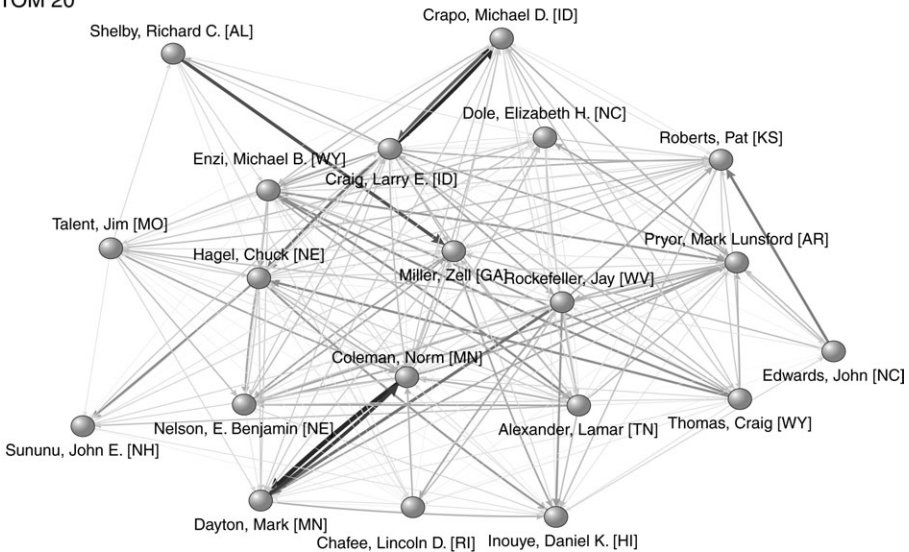 TOM 20
Crapo, Michael D. [ID]
Shelby, Richard C. [AL]
Dole, Elizabeth H. [NC]
Roberts, Pat [KS]
Enzi, Michael B. [WY]
Craig, Larry E. [ID]
Talent, Jim [MO]
Pryor, Mark Lunsford [AR]
Hagel, Chuck [NE]
Miller, Zell [GA]
Rockefeller, Jay [WV]
Coleman, Norm [MN]
Edwards, John [NC]
Nelson, E. Benjamin [NE]
Alexander, Lamar [TN]
Thomas, Craig [WY]
Sununu, John E. [NH]
Dayton, Mark [MN]
Chafee, Lincoln D. [RI]
Inouye, Daniel K. [HI]